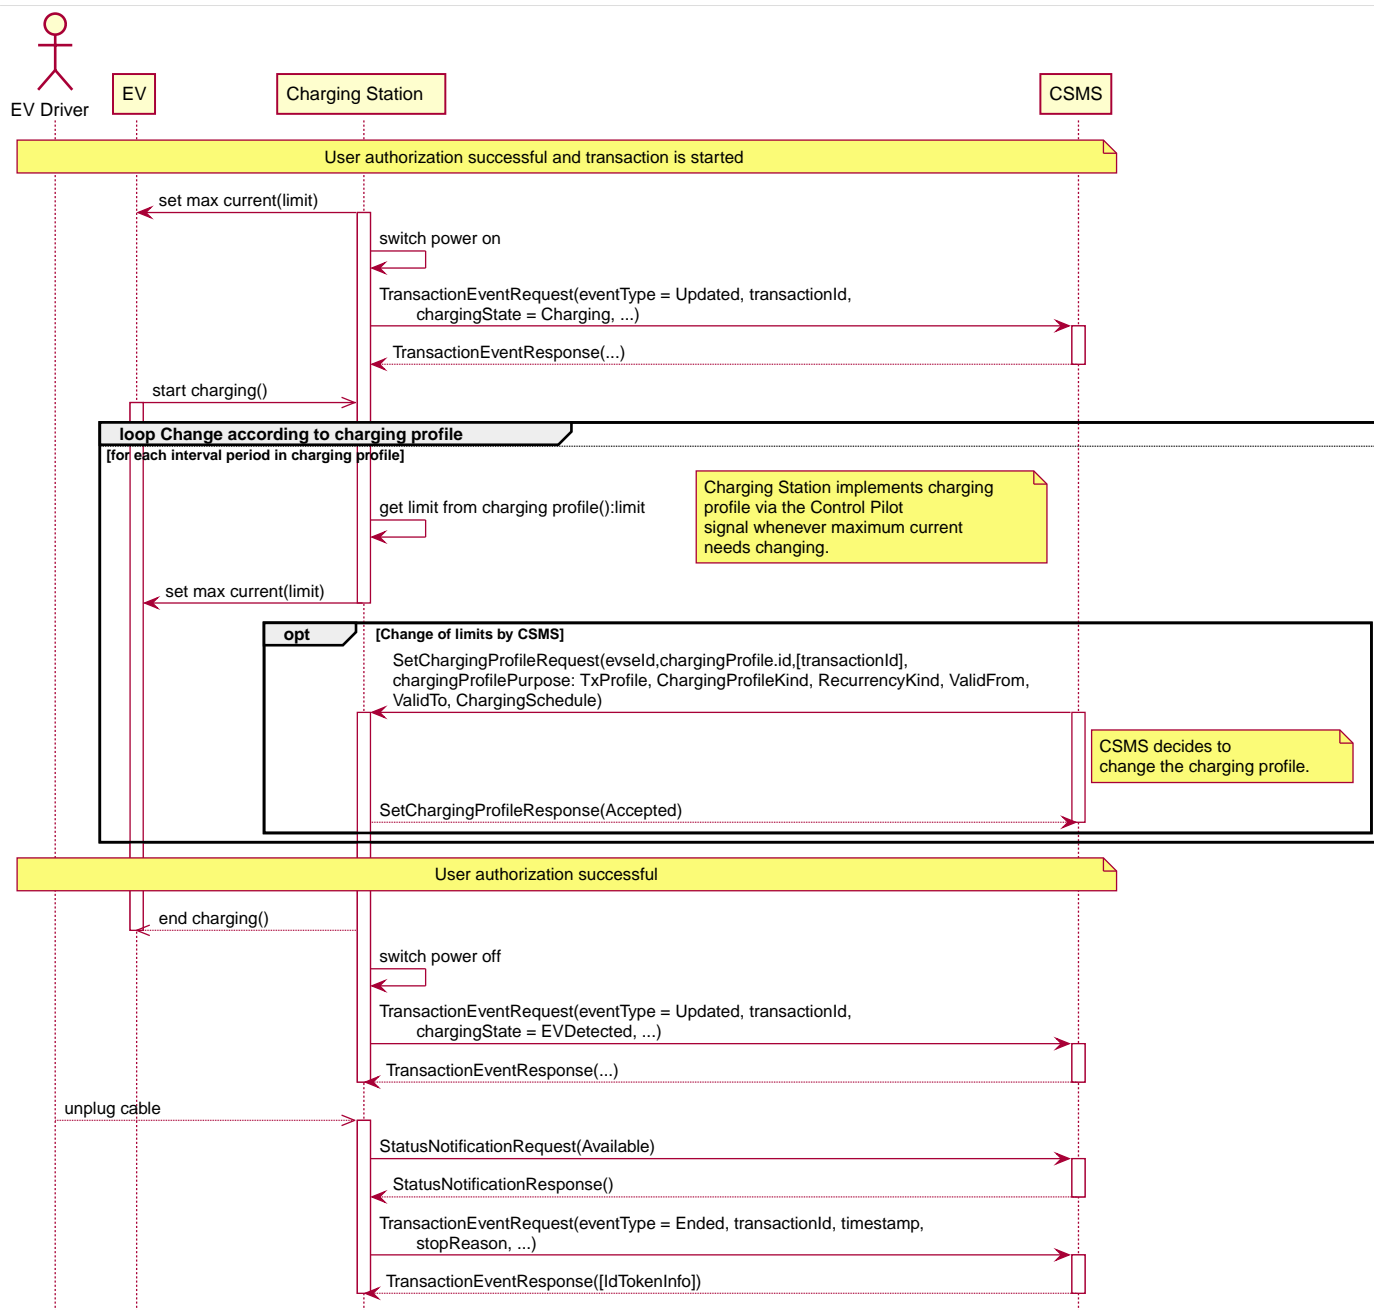 EV Driver
EV
Charging Station
CSMS
User authorization successful and transaction is started
set max current(limit)
switch power on
TransactionEventRequest(eventType = Updated, transactionId,
chargingState = Charging, ...)
TransactionEventResponse(...)
start charging()
loop Change according to charging profile
[for each interval period in charging profile]
get limit from charging profile():limit
Charging Station implements charging
profile via the Control Pilot
signal whenever maximum current
needs changing.
set max current(limit)
opt
[Change of limits by CSMS]
SetChargingProfileRequest(evseId,chargingProfile.id,[transactionId],
chargingProfilePurpose: TxProfile, ChargingProfileKind, RecurrencyKind, ValidFrom,
ValidTo, ChargingSchedule)
CSMS decides to
change the charging profile.
SetChargingProfileResponse(Accepted)
User authorization successful
end charging()
switch power off
TransactionEventRequest(eventType = Updated, transactionId,
chargingState = EVDetected, ...)
TransactionEventResponse(...)
unplug cable
StatusNotificationRequest(Available)
StatusNotificationResponse()
TransactionEventRequest(eventType = Ended, transactionId, timestamp,
stopReason, ...)
TransactionEventResponse([IdTokenInfo])